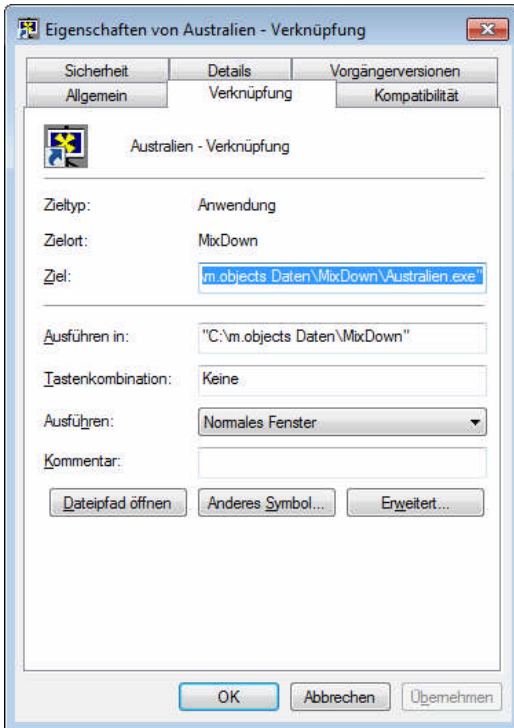 Eigenschaften von Australien - Verknüpfung
Sicherheit Details Vorgängerversionen
Allgemein Verknüpfung Kompatibilität
Australien - Verknüpfung
Zieltyp: Anwendung
Zielort: MixDown
Ziel: \m.objects Daten\MixDown\Australien.exe"
Ausführen in: "C:\m.objects Daten\MixDown"
Tastenkombination: Keine
Ausführen: Normales Fenster
Kommentar:
Dateipfad öffnen Anderes Symbol... Erweitert...
OK Abbrechen Übernehmen